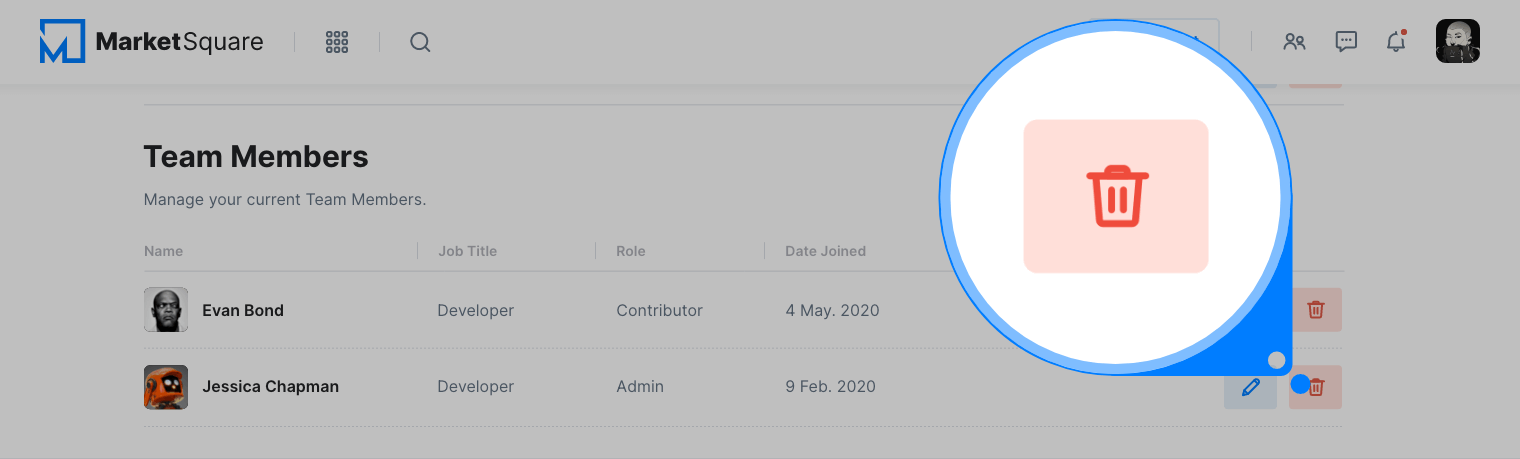 MarketSquare
Team Members
Manage your current Team Members.
Name Job Title Role Date Joined
Evan Bond Developer Contributor 4 May. 2020
Jessica Chapman Developer Admin 9 Feb. 2020